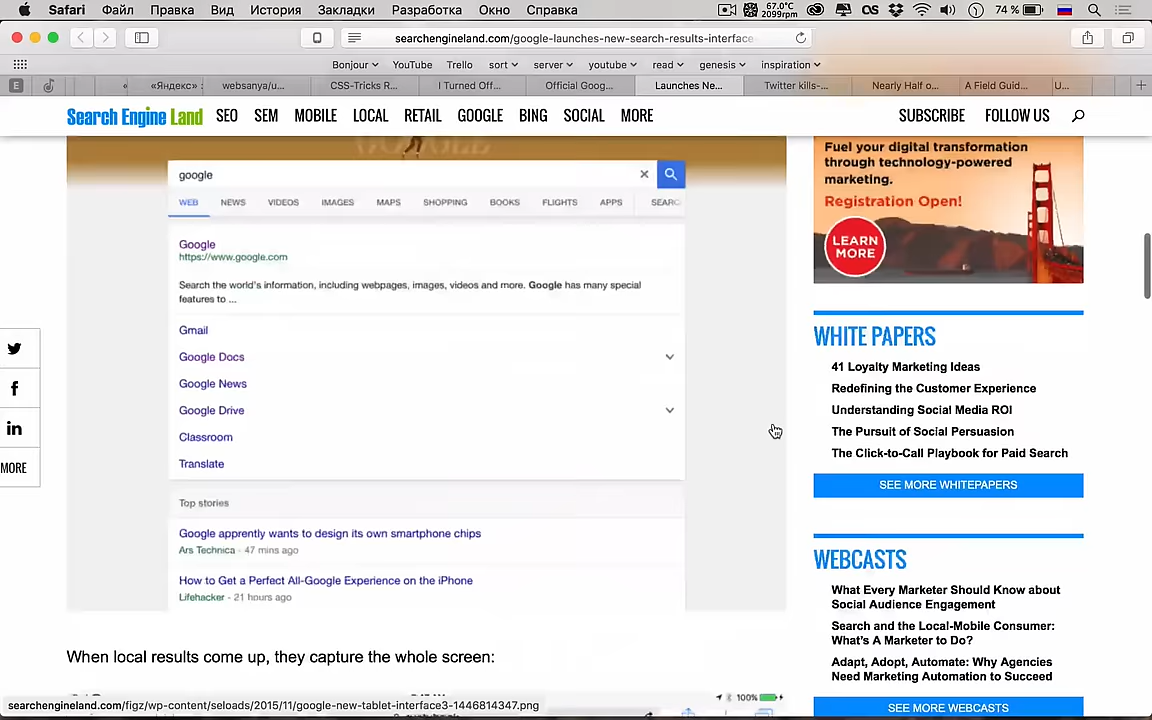 Safari Файл Правка Вид История Закладки Разработка Окно Справка 67.0°C 2099rpm 74 %
searchengineland.com/google-launches-new-search-results-interface-
Bonjour YouTube Trello sort server youtube read genesis inspiration
E «Яндекс» : websanya/u... CSS-Tricks R... I Turned Off... Official Goog... Launches Ne... Twitter kills-... Nearly Half o... A Field Guid... U...
Search Engine Land SEO SEM MOBILE LOCAL RETAIL GOOGLE BING SOCIAL MORE SUBSCRIBE FOLLOW US
google
WEB NEWS VIDEOS IMAGES MAPS SHOPPING BOOKS FLIGHTS APPS SEARC
Google
https://www.google.com
Search the world's information, including webpages, images, videos and more. Google has many special
features to ...
Gmail
Google Docs
Google News
Google Drive
Classroom
Translate
Top stories
Google apprently wants to design its own smartphone chips
Ars Technica - 47 mins ago
How to Get a Perfect All-Google Experience on the iPhone
Lifehacker - 21 hours ago
When local results come up, they capture the whole screen:
100%
MORE
Fuel your digital transformation
through technology-powered
marketing.
Registration Open!
LEARN
MORE
WHITE PAPERS
41 Loyalty Marketing Ideas
Redefining the Customer Experience
Understanding Social Media ROI
The Pursuit of Social Persuasion
The Click-to-Call Playbook for Paid Search
SEE MORE WHITEPAPERS
WEBCASTS
What Every Marketer Should Know about
Social Audience Engagement
Search and the Local-Mobile Consumer:
What's A Marketer to Do?
Adapt, Adopt, Automate: Why Agencies
Need Marketing Automation to Succeed
SEE MORE WEBCASTS
searchengineland.com/figz/wp-content/seloads/2015/11/google-new-tablet-interface3-1446814347.png